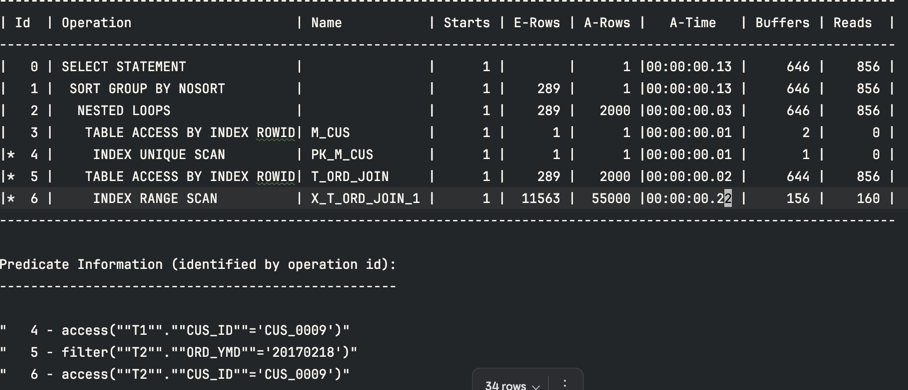 | Id | Operation | Name | Starts | E-Rows | A-Rows | A-Time | Buffers | Reads |
| 0 | SELECT STATEMENT | | 1 | | 1 |00:00:00.13 | 646 | 856 |
| 1 | SORT GROUP BY NOSORT | | 1 | 289 | 1 |00:00:00.13 | 646 | 856 |
| 2 | NESTED LOOPS | | 1 | 289 | 2000 |00:00:00.03 | 646 | 856 |
| 3 | TABLE ACCESS BY INDEX ROWID| M_CUS | 1 | 1 | 1 |00:00:00.01 | 2 | 0 |
|* 4 | INDEX UNIQUE SCAN | PK_M_CUS | 1 | 1 | 1 |00:00:00.01 | 1 | 0 |
|* 5 | TABLE ACCESS BY INDEX ROWID| T_ORD_JOIN | 1 | 289 | 2000 |00:00:00.02 | 644 | 856 |
|* 6 | INDEX RANGE SCAN | X_T_ORD_JOIN_1 | 1 | 11563 | 55000 |00:00:00.22 | 156 | 160 |
Predicate Information (identified by operation id):
" 4 - access(""T1"".""CUS_ID""='CUS_0009')"
" 5 - filter(""T2"".""ORD_YMD""='20170218')"
" 6 - access(""T2"".""CUS_ID""='CUS_0009')"
34 rows